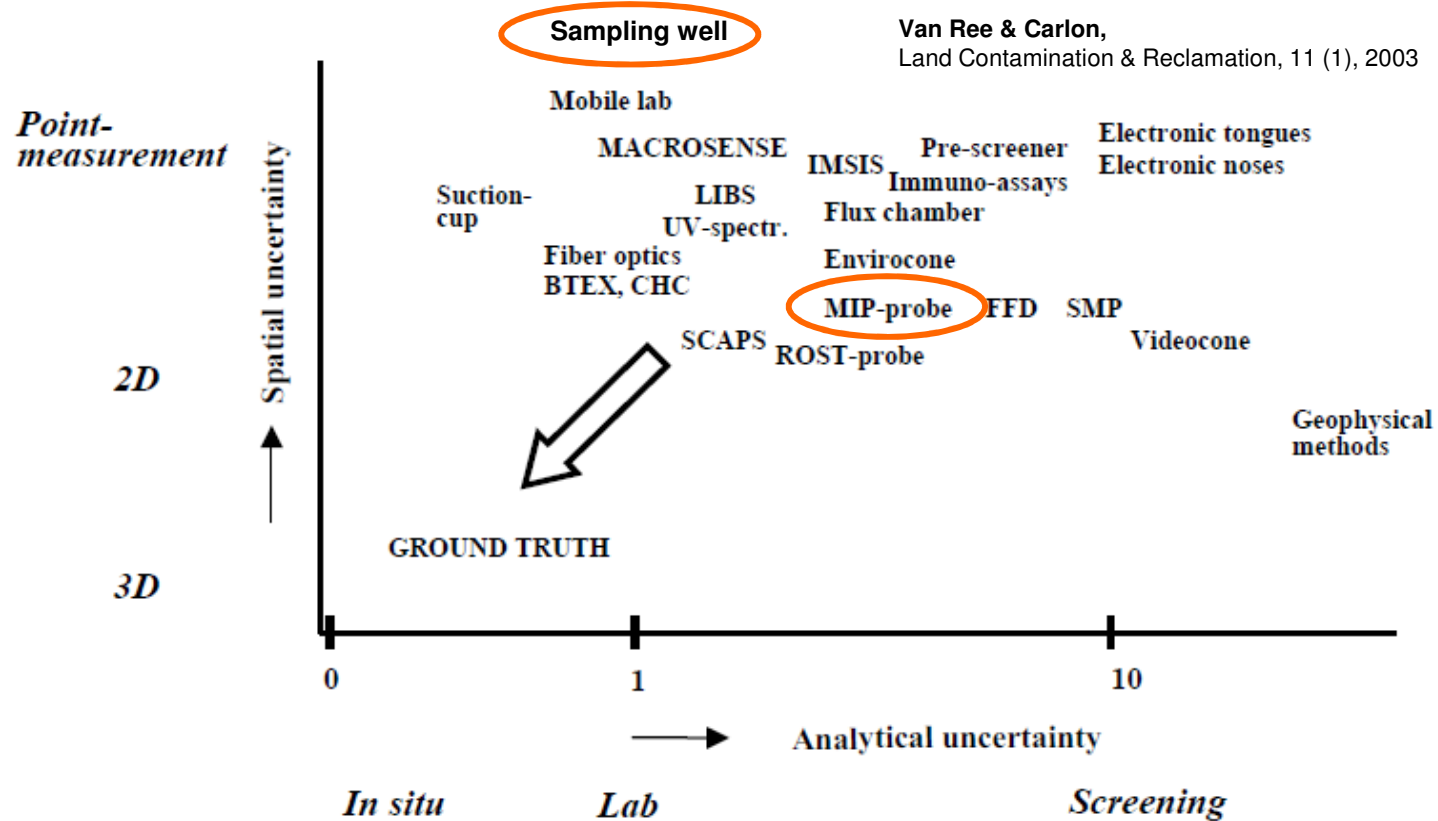 Sampling well
Van Ree & Carlon,
Land Contamination & Reclamation, 11 (1), 2003
Point-
measurement
Spatial uncertainty
2D
3D
Mobile lab
MACROSENSE
IMSIS
Pre-screener
Immuno-assays
Electronic tongues
Electronic noses
Suction-
cup
LIBS
UV-spectr.
Flux chamber
Fiber optics
BTEX, CHC
Envirocone
MIP-probe
FFD
SMP
SCAPS
ROST-probe
Videocone
Geophysical
methods
GROUND TRUTH
0
1
10
Analytical uncertainty
In situ
Lab
Screening